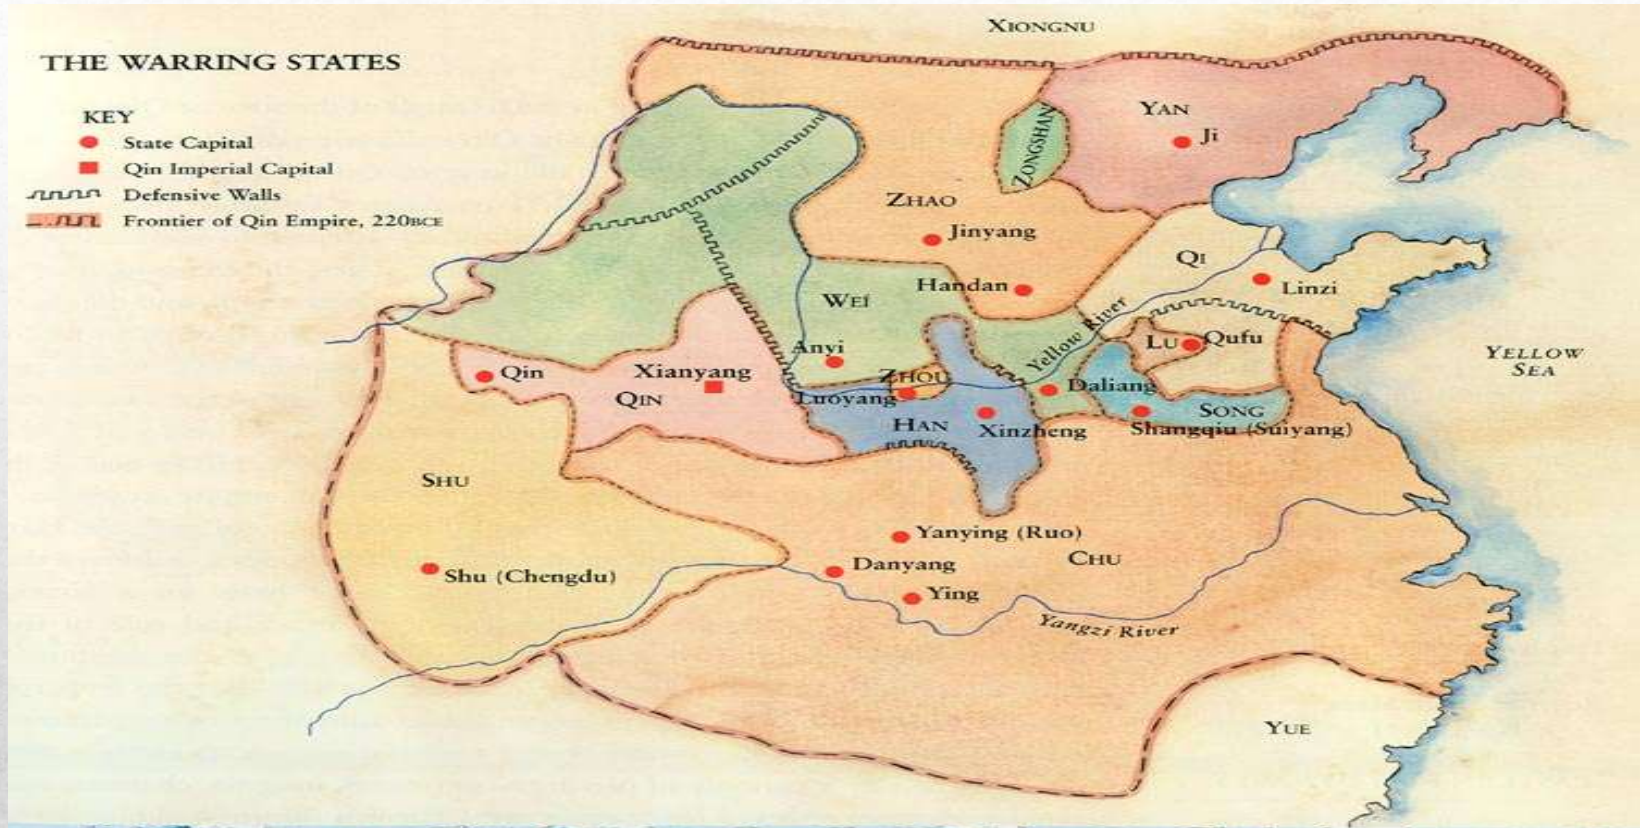 XIONGNU
THE WARRING STATES
KEY
State Capital
Qin Imperial Capital
Defensive Walls
Frontier of Qin Empire, 220BCE
YAN
Ji
ZONGSHAN
ZHAO
Jinyang
Handan
QI
Linzi
WEI
Anyi
Yellow River
LU
Qufu
YELLOW
SEA
Qin
Xianyang
QIN
ZHOU
Luoyang
Daliang
HAN
Xinzheng
SONG
Shangqiu (Suiyang)
SHU
Shu (Chengdu)
Yanying (Ruo)
CHU
Danyang
Ying
Yangzi River
YUE